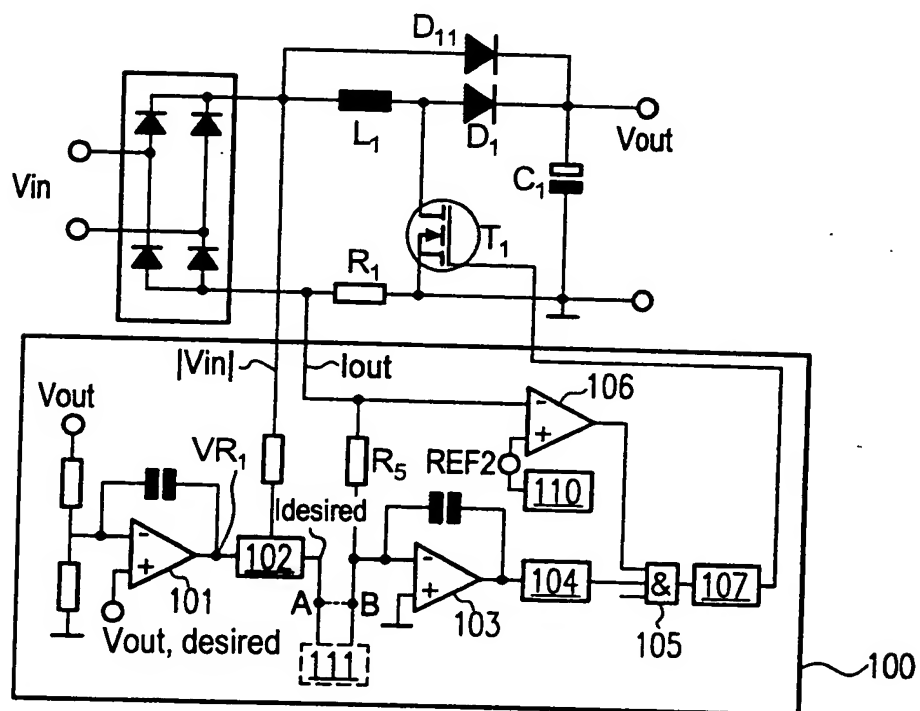 D11
L1
D1
Vout
Vin
C1
T1
R1
|Vin|
Iout
106
Vout
VR1
R5
REF2
110
Idesired
102
101
A
B
103
104
&
107
105
Vout, desired
111
100